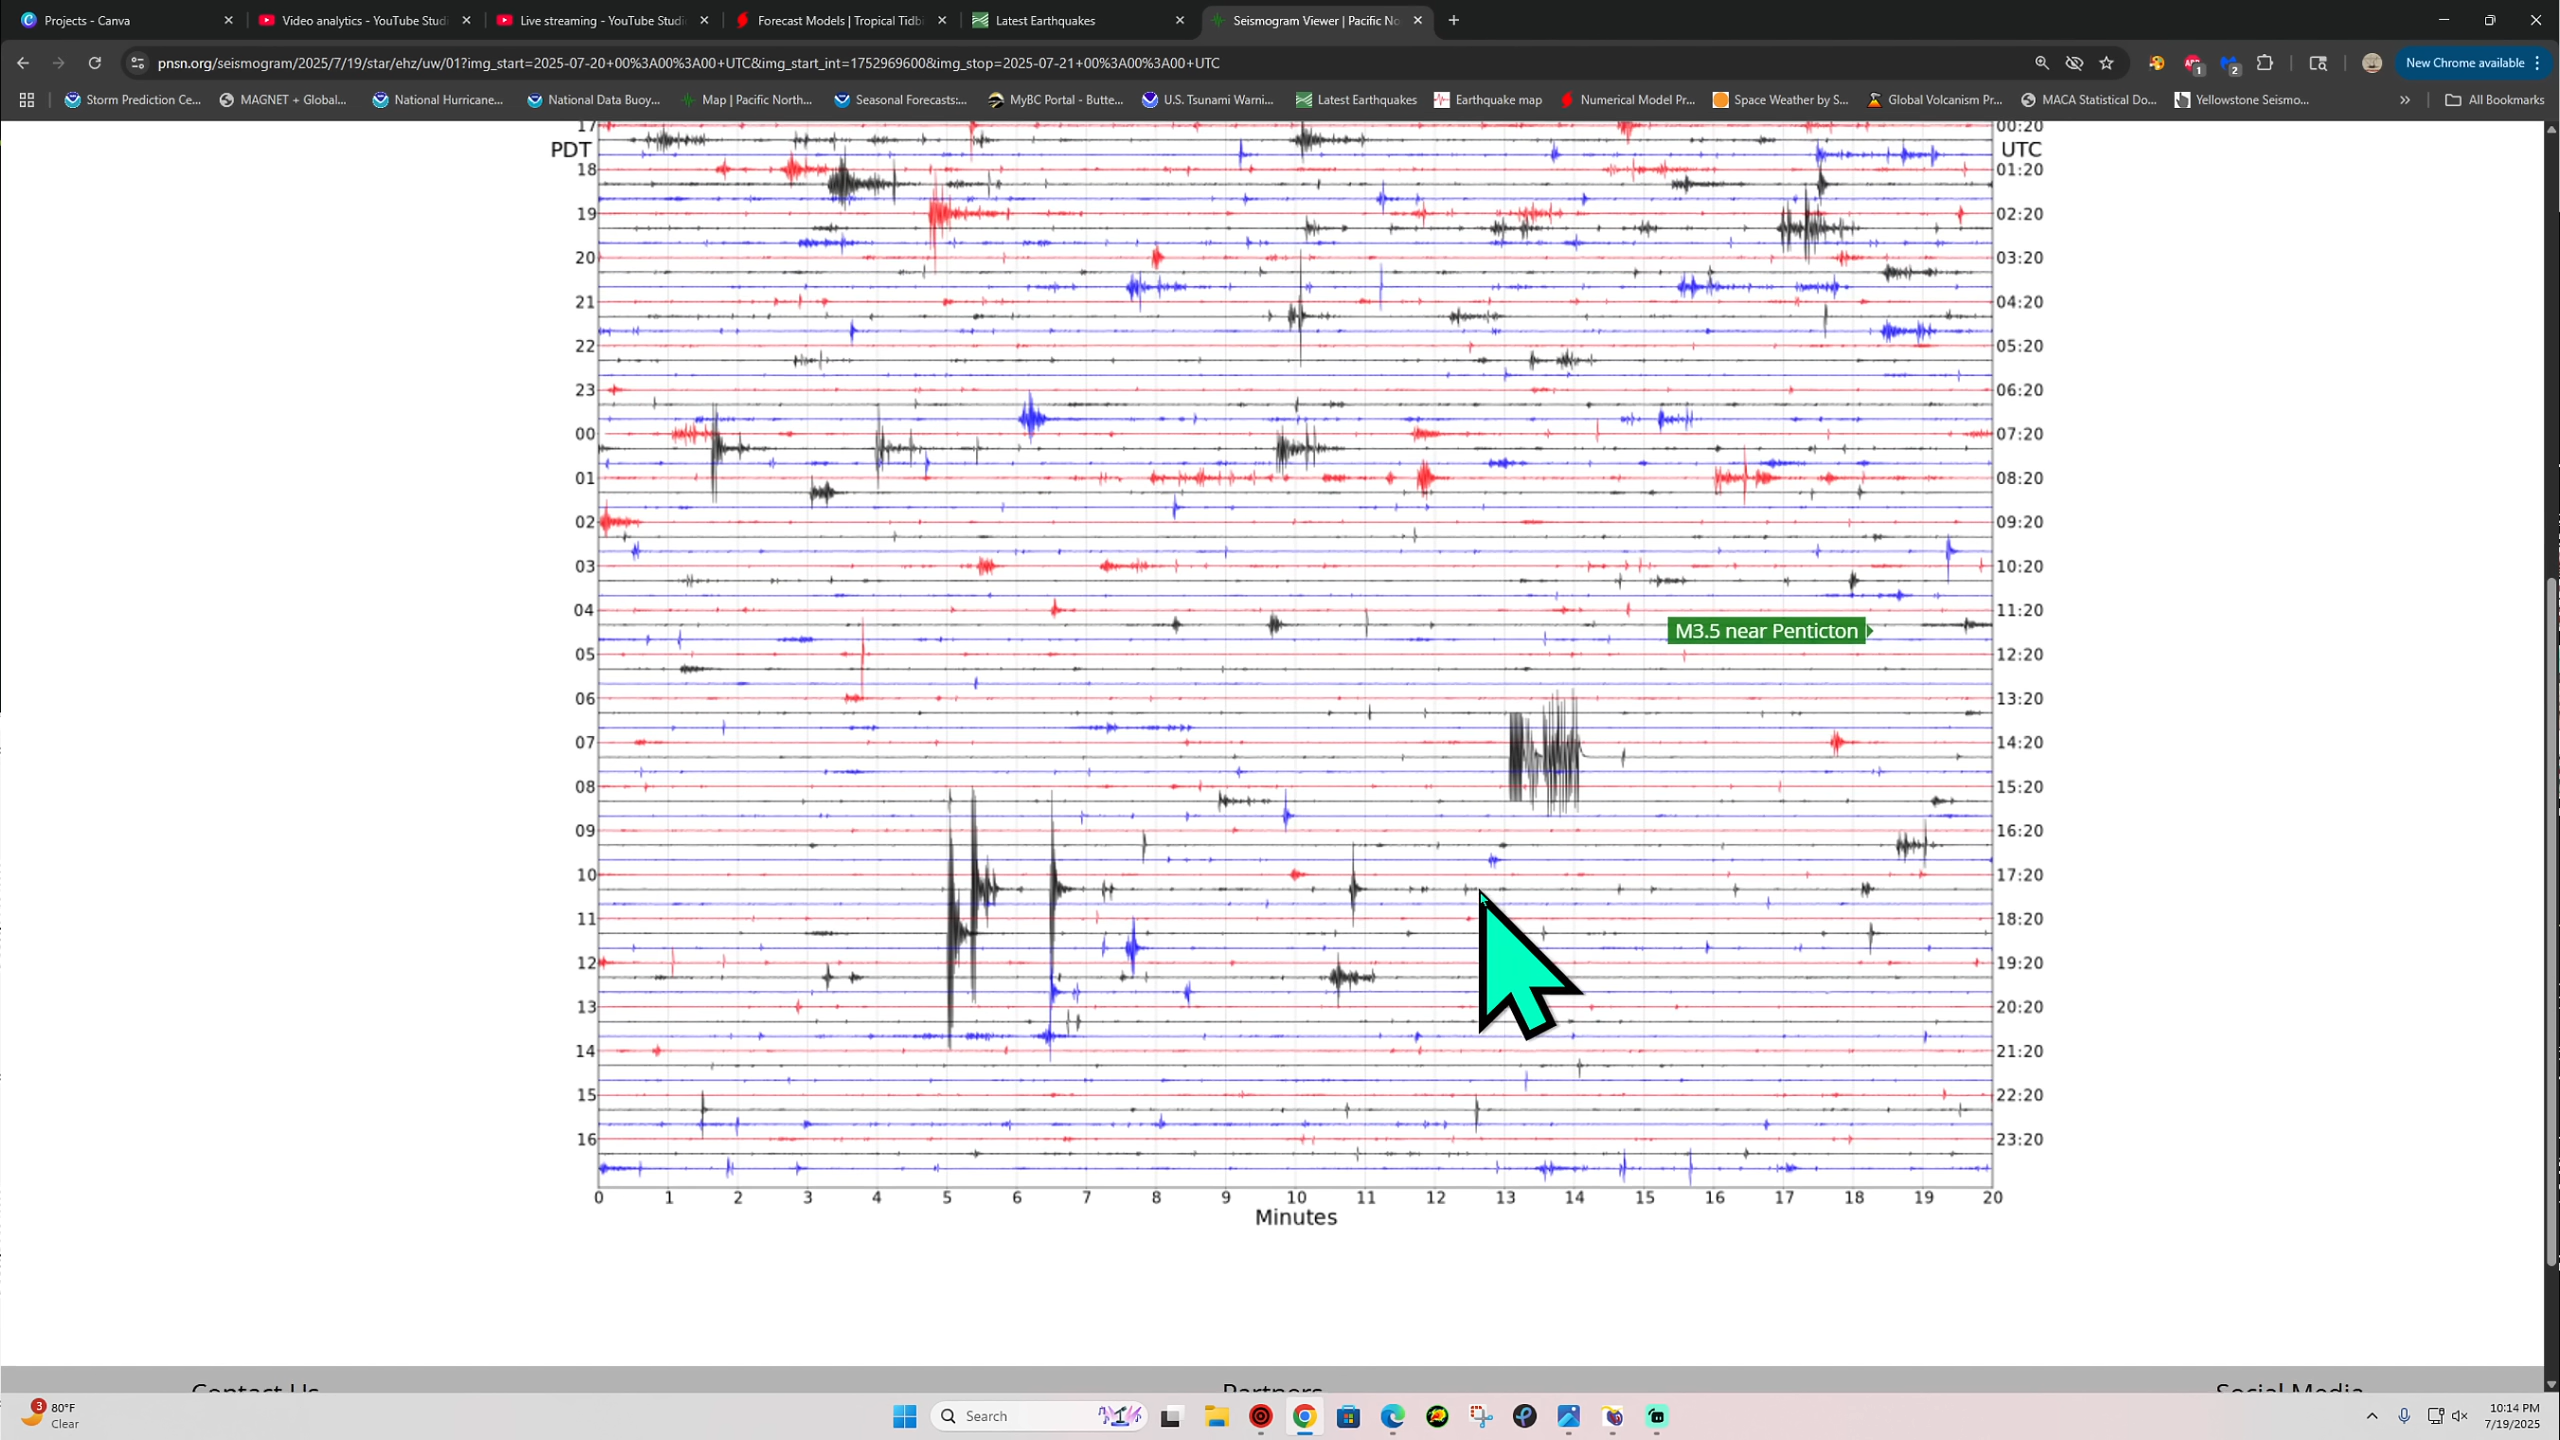 Projects - Canva
Video analytics - YouTube Studi
Live streaming - YouTube Studi
Forecast Models | Tropical Tidb
Latest Earthquakes
Seismogram Viewer | Pacific No
pnsn.org/seismogram/2025/7/19/star/ehz/uw/01?img_start=2025-07-20+00%3A00%3A00+UTC&img_start_int=1752969600&img_stop=2025-07-21+00%3A00%3A00+UTC
1
2
New Chrome available
Storm Prediction Ce...
MAGNET + Global...
National Hurricane...
National Data Buoy...
Map | Pacific North...
Seasonal Forecasts:...
MyBC Portal - Butte...
U.S. Tsunami Warni...
Latest Earthquakes
Earthquake map
Numerical Model Pr...
Space Weather by S...
Global Volcanism Pr...
MACA Statistical Do...
Yellowstone Seismo...
All Bookmarks
17 00:20
PDT UTC
18 01:20
19 02:20
20 03:20
21 04:20
22 05:20
23 06:20
00 07:20
01 08:20
02 09:20
03 10:20
04 11:20
M3.5 near Penticton
05 12:20
06 13:20
07 14:20
08 15:20
09 16:20
10 17:20
11 18:20
12 19:20
13 20:20
14 21:20
15 22:20
16 23:20
0 1 2 3 4 5 6 7 8 9 10 11 12 13 14 15 16 17 18 19 20
Minutes
Contact Us
Partners
Social Media
3
80°F
Clear
Search
10:14 PM
7/19/2025